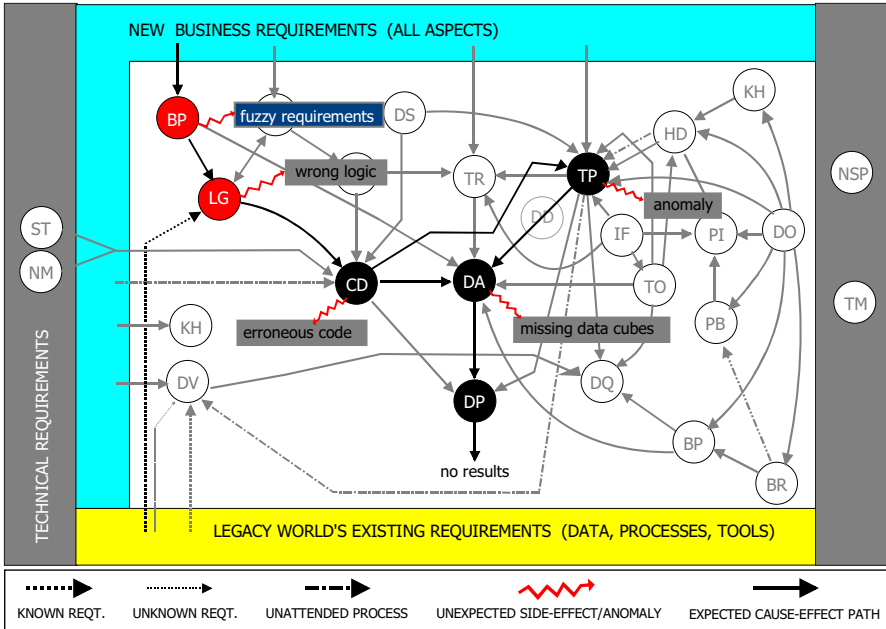 NEW BUSINESS REQUIREMENTS (ALL ASPECTS)
BP
fuzzy requirements
DS
KH
HD
NSP
wrong logic
TR
TP
LG
anomaly
DD
ST
IF
PI
DO
NM
CD
DA
TO
TM
KH
erroneous code
missing data cubes
PB
DV
DQ
DP
BP
no results
BR
TECHNICAL REQUIREMENTS
LEGACY WORLD'S EXISTING REQUIREMENTS (DATA, PROCESSES, TOOLS)
KNOWN REQT.
UNKNOWN REQT.
UNATTENDED PROCESS
UNEXPECTED SIDE-EFFECT/ANOMALY
EXPECTED CAUSE-EFFECT PATH